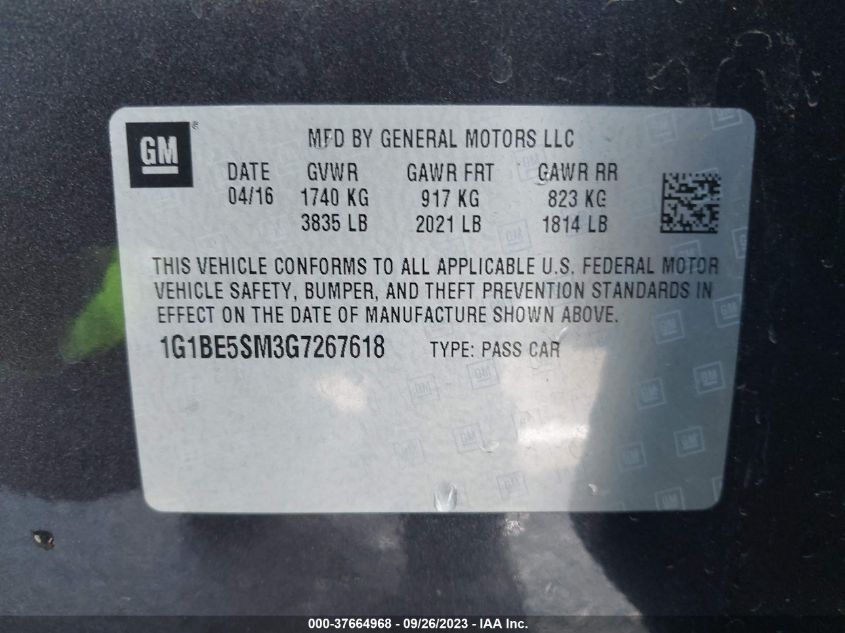 GM ®
MFD BY GENERAL MOTORS LLC
DATE GVWR GAWR FRT GAWR RR
04/16 1740 KG 917 KG 823 KG
3835 LB 2021 LB 1814 LB
THIS VEHICLE CONFORMS TO ALL APPLICABLE U.S. FEDERAL MOTOR
VEHICLE SAFETY, BUMPER, AND THEFT PREVENTION STANDARDS IN
EFFECT ON THE DATE OF MANUFACTURE SHOWN ABOVE.
1G1BE5SM3G7267618 TYPE: PASS CAR
000-37664968 - 09/26/2023 - IAA Inc.